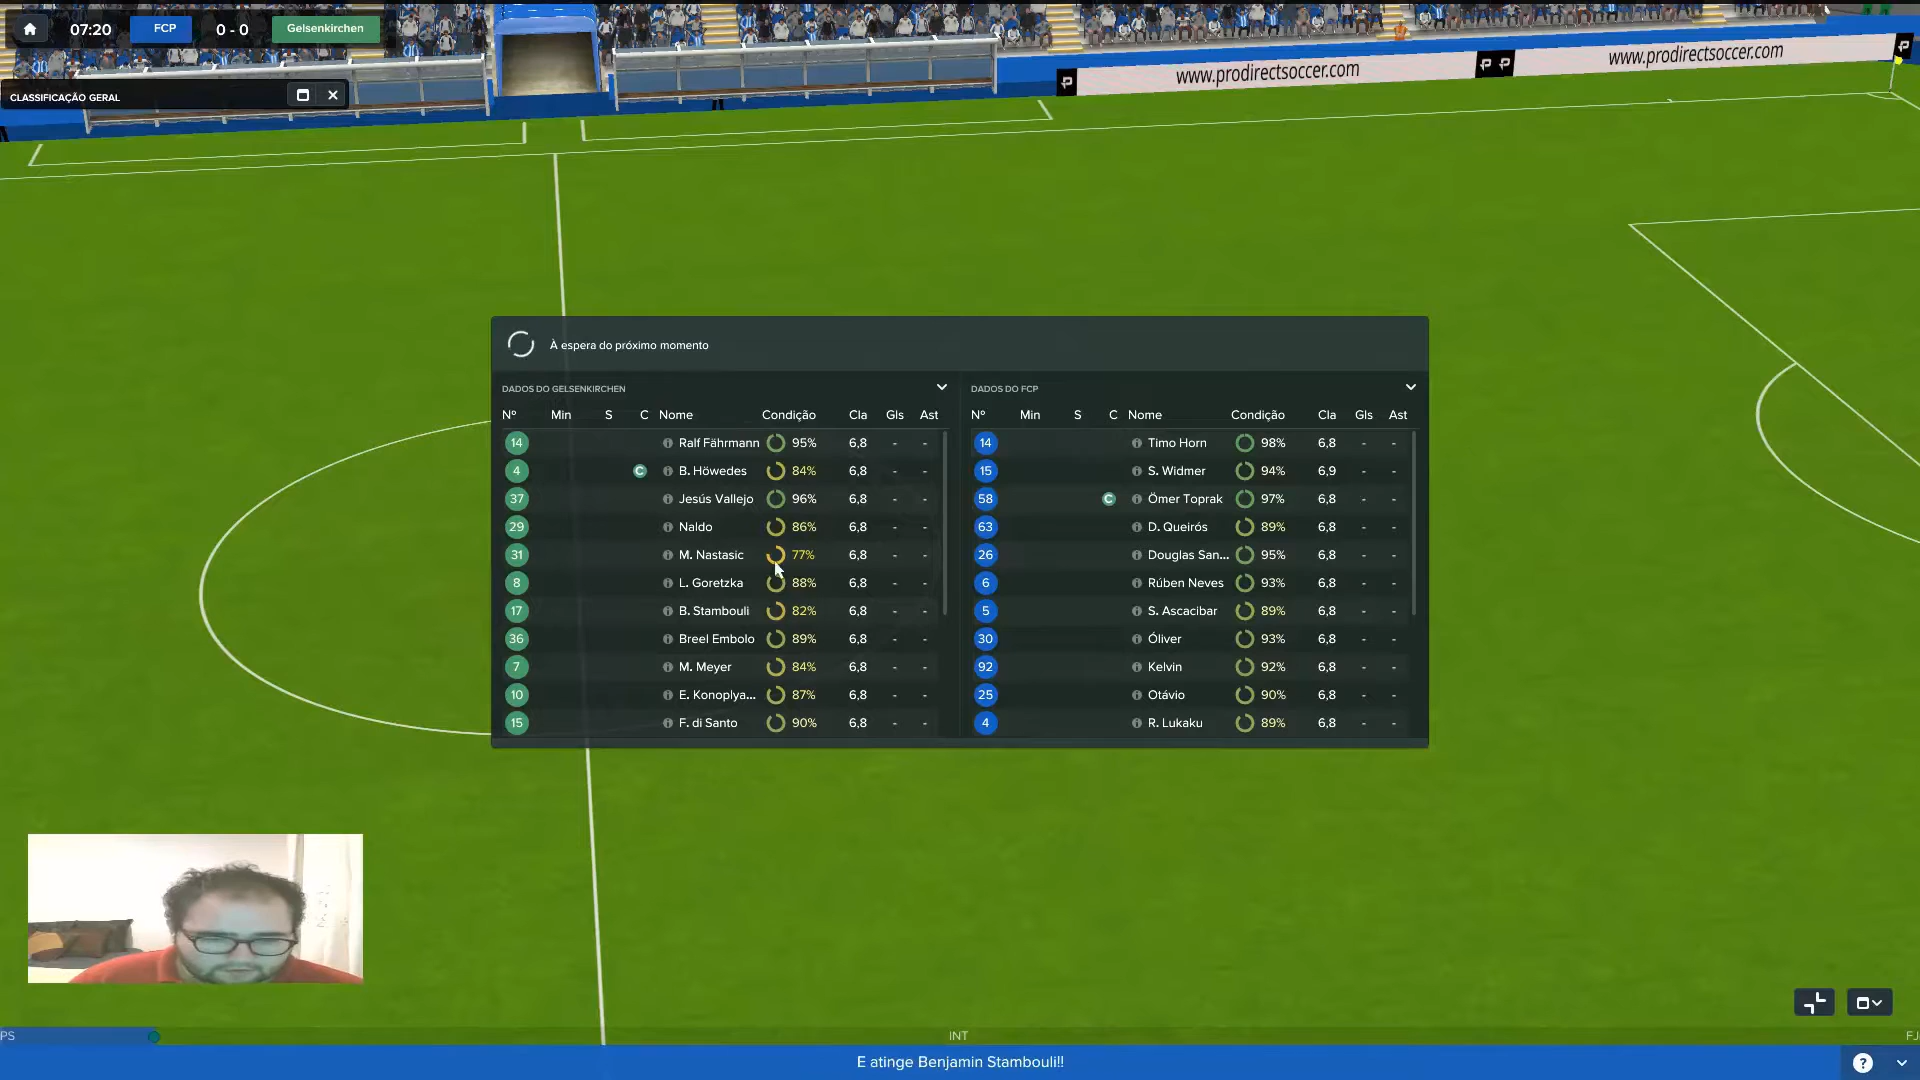 07:20 FCP 0 - 0 Gelsenkirchen
CLASSIFICAÇÃO GERAL
www.prodirectsoccer.com
www.prodirectsoccer.com
À espera do próximo momento
DADOS DO GELSENKIRCHEN
Nº Min S C Nome Condição Cla Gls Ast
14 Ralf Fährmann 95% 6,8 - -
4 C B. Höwedes 84% 6,8 - -
37 Jesús Vallejo 96% 6,8 - -
29 Naldo 86% 6,8 - -
31 M. Nastasic 77% 6,8 - -
8 L. Goretzka 88% 6,8 - -
17 B. Stambouli 82% 6,8 - -
36 Breel Embolo 89% 6,8 - -
7 M. Meyer 84% 6,8 - -
10 E. Konoplya... 87% 6,8 - -
15 F. di Santo 90% 6,8 - -
DADOS DO FCP
Nº Min S C Nome Condição Cla Gls Ast
14 Timo Horn 98% 6,8 - -
15 S. Widmer 94% 6,9 - -
58 C Ömer Toprak 97% 6,8 - -
63 D. Queirós 89% 6,8 - -
26 Douglas San... 95% 6,8 - -
6 Rúben Neves 93% 6,8 - -
5 S. Ascacibar 89% 6,8 - -
30 Óliver 93% 6,8 - -
92 Kelvin 92% 6,8 - -
25 Otávio 90% 6,8 - -
4 R. Lukaku 89% 6,8 - -
PS INT FJ
E atinge Benjamin Stambouli!!
?